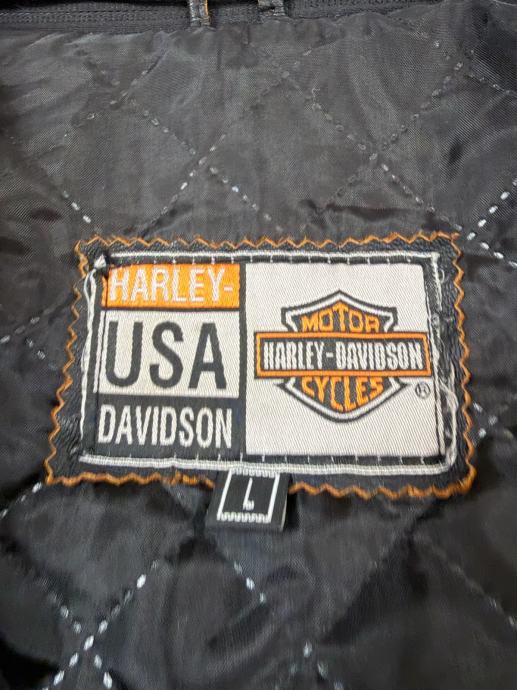 HARLEY-
USA
DAVIDSON
MOTOR
HARLEY-DAVIDSON
CYCLES
®
L